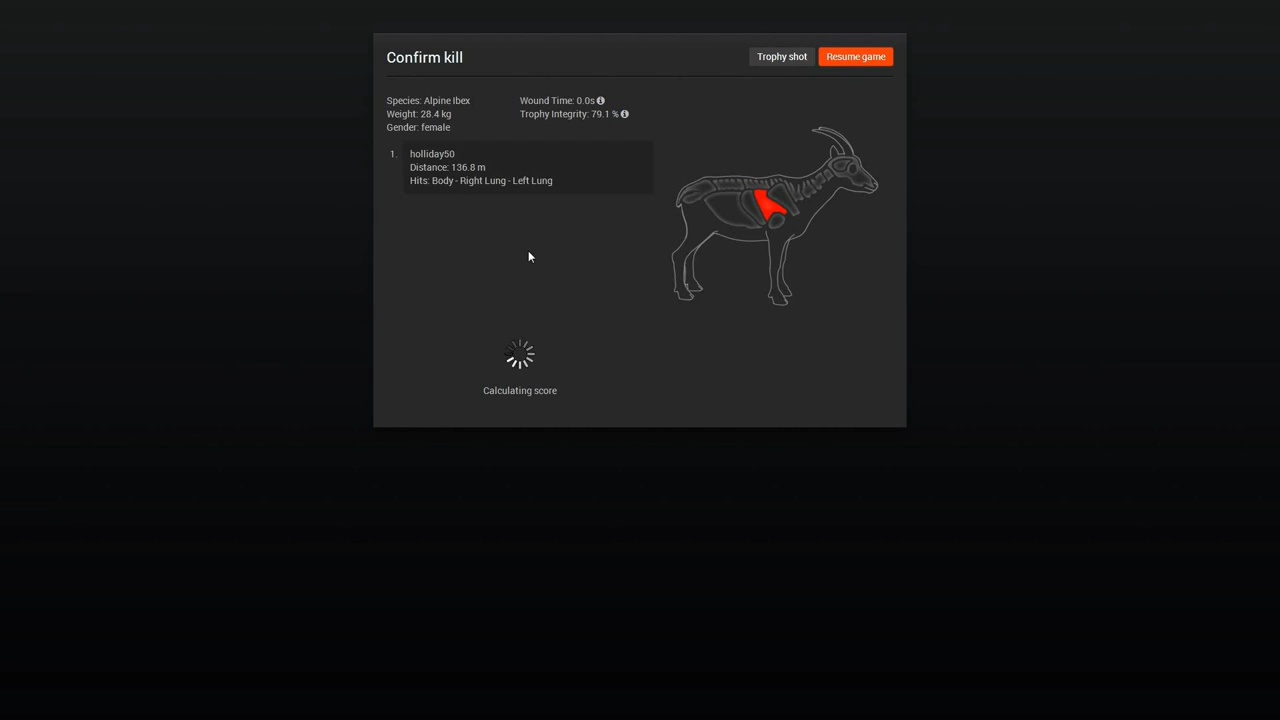 Confirm kill
Trophy shot
Resume game
Species: Alpine Ibex
Weight: 28.4 kg
Gender: female
Wound Time: 0.0s
Trophy Integrity: 79.1 %
1. holliday50
Distance: 136.8 m
Hits: Body - Right Lung - Left Lung
Calculating score